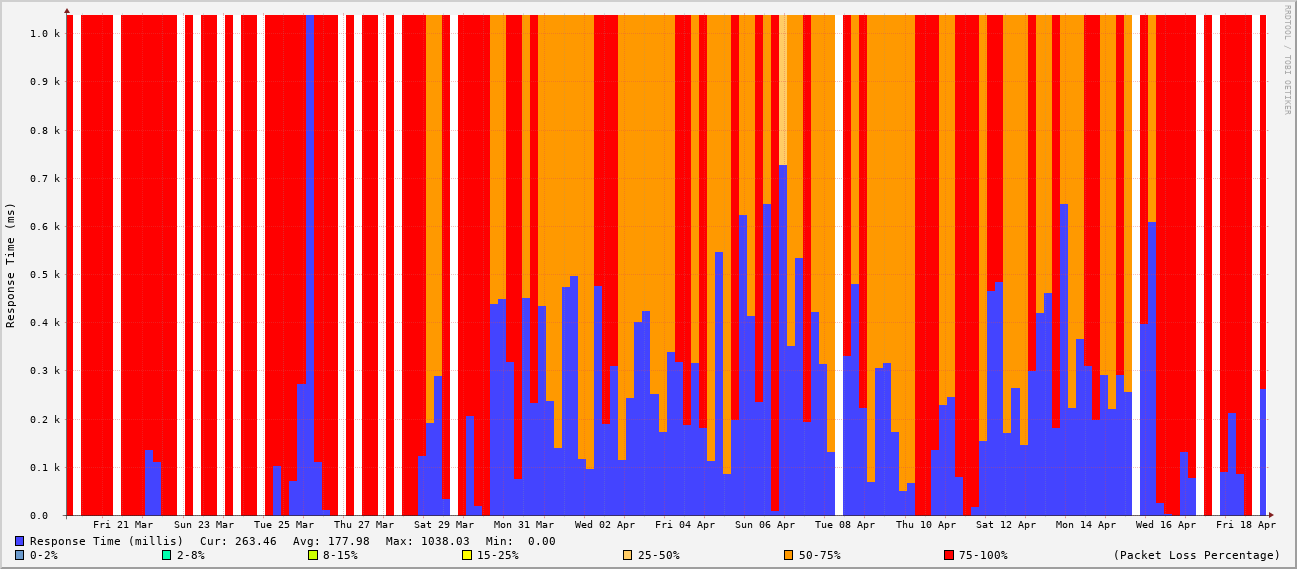 RRDTOOL / TOBI OETIKER
Response Time (ms)
1.0 k
0.9 k
0.8 k
0.7 k
0.6 k
0.5 k
0.4 k
0.3 k
0.2 k
0.1 k
0.0
Fri 21 Mar Sun 23 Mar Tue 25 Mar Thu 27 Mar Sat 29 Mar Mon 31 Mar Wed 02 Apr Fri 04 Apr Sun 06 Apr Tue 08 Apr Thu 10 Apr Sat 12 Apr Mon 14 Apr Wed 16 Apr Fri 18 Apr
Response Time (millis) Cur: 263.46 Avg: 177.98 Max: 1038.03 Min: 0.00
0-2% 2-8% 8-15% 15-25% 25-50% 50-75% 75-100% (Packet Loss Percentage)